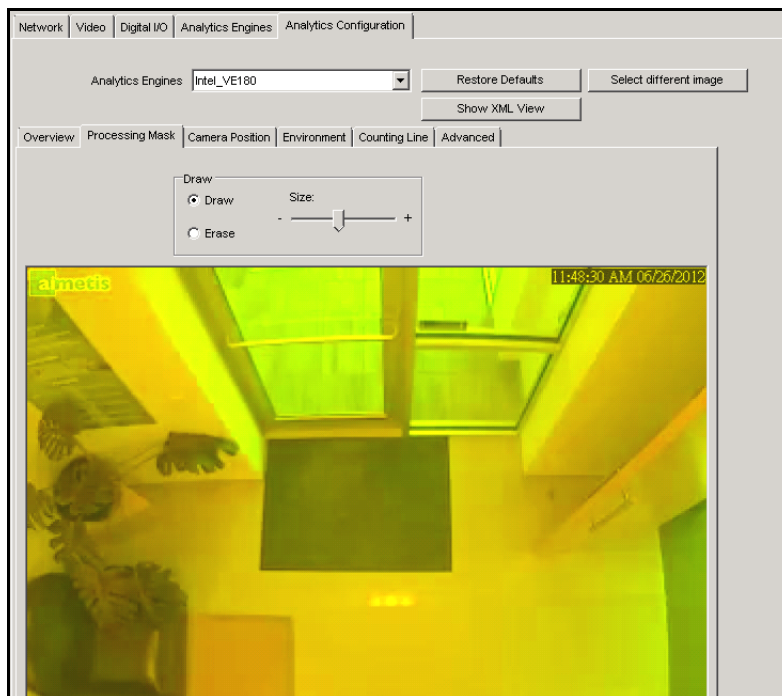 Network Video Digital I/O Analytics Engines Analytics Configuration
Analytics Engines Intel_VE180 Restore Defaults Select different image
Show XML View
Overview Processing Mask Camera Position Environment Counting Line Advanced
Draw
Draw Size:
- +
Erase
aimetis 11:48:30 AM 06/26/2012